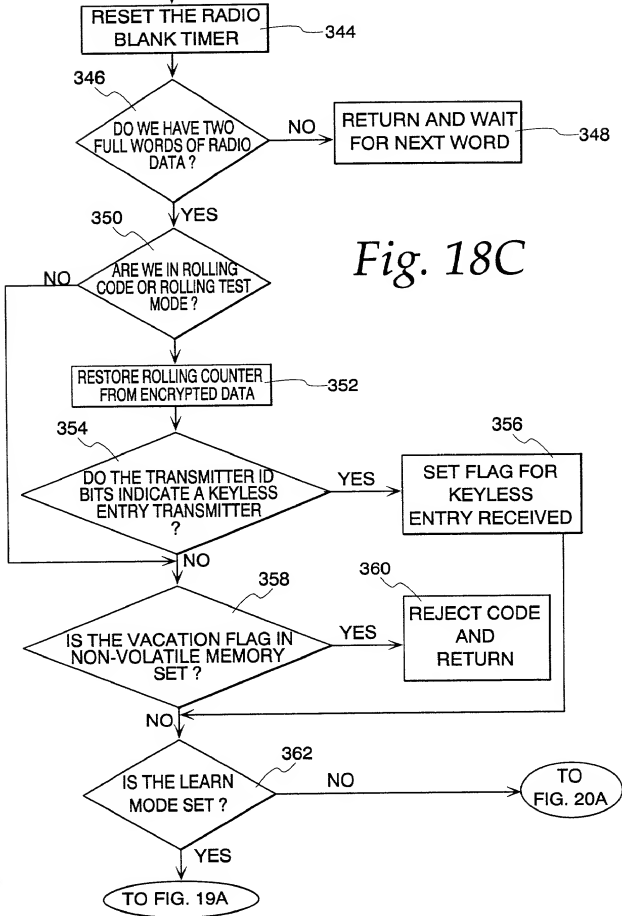 RESET THE RADIO
BLANK TIMER
344
346
DO WE HAVE TWO
FULL WORDS OF RADIO
DATA ?
NO
RETURN AND WAIT
FOR NEXT WORD
348
YES
350
Fig. 18C
NO
ARE WE IN ROLLING
CODE OR ROLLING TEST
MODE ?
RESTORE ROLLING COUNTER
FROM ENCRYPTED DATA
352
354
DO THE TRANSMITTER ID
BITS INDICATE A KEYLESS
ENTRY TRANSMITTER
?
YES
356
SET FLAG FOR
KEYLESS
ENTRY RECEIVED
NO
358
IS THE VACATION FLAG IN
NON-VOLATILE MEMORY
SET ?
YES
360
REJECT CODE
AND
RETURN
NO
362
IS THE LEARN
MODE SET ?
NO
TO
FIG. 20A
YES
TO FIG. 19A